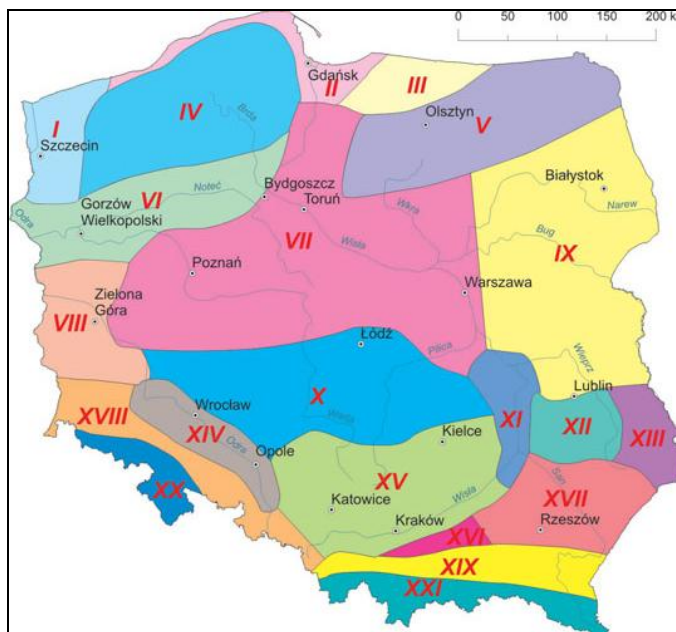 0 50 100 150 200 km
Gdańsk
II
III
I
IV
Brda
Olsztyn
V
Szczecin
Białystok
VI
Noteć
Bydgoszcz
Toruń
Wkra
Narew
Gorzów
Wielkopolski
Odra
VII
Wisła
Bug
IX
Poznań
Warszawa
VIII
Zielona
Góra
Łódź
Pilica
Wieprz
Lublin
XVIII
Wrocław
X
Warta
XI
XII
XIII
XIV
Odra
Kielce
Opole
XV
XX
Katowice
Wisła
San
XVII
Kraków
Rzeszów
XVI
XIX
XXI